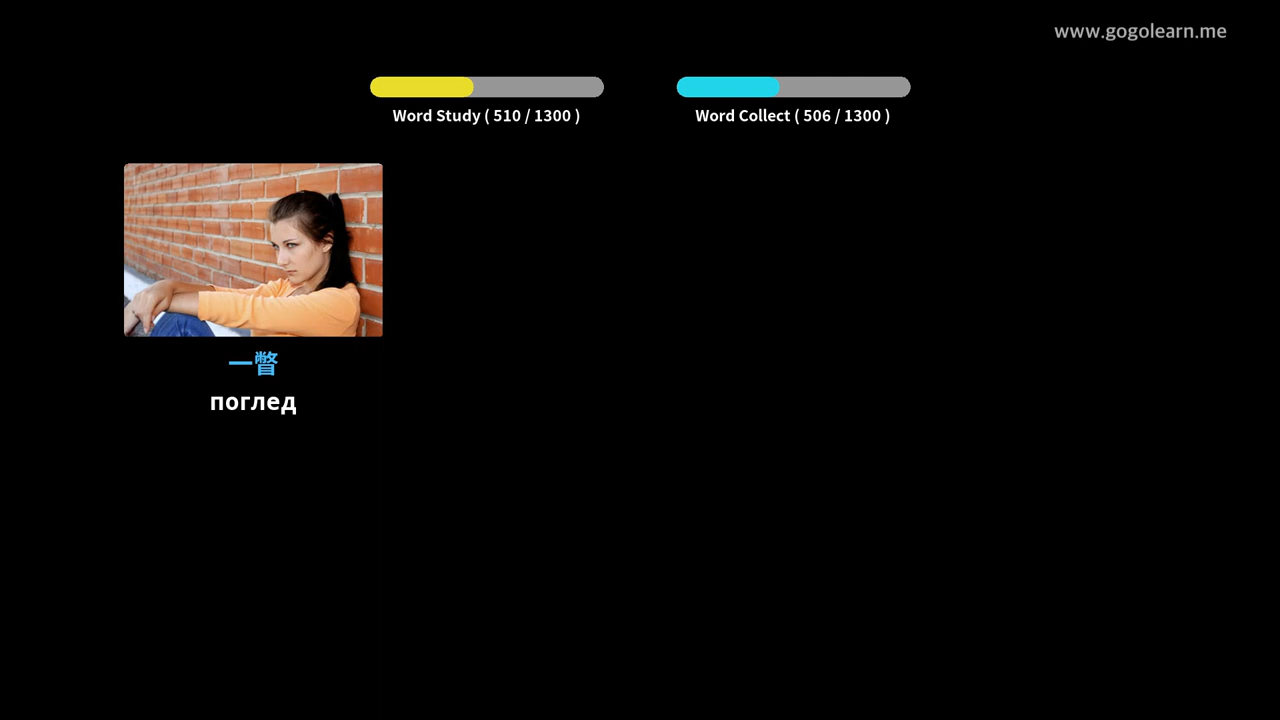 www.gogolearn.me
Word Study ( 510 / 1300 )
Word Collect ( 506 / 1300 )
一瞥
поглед